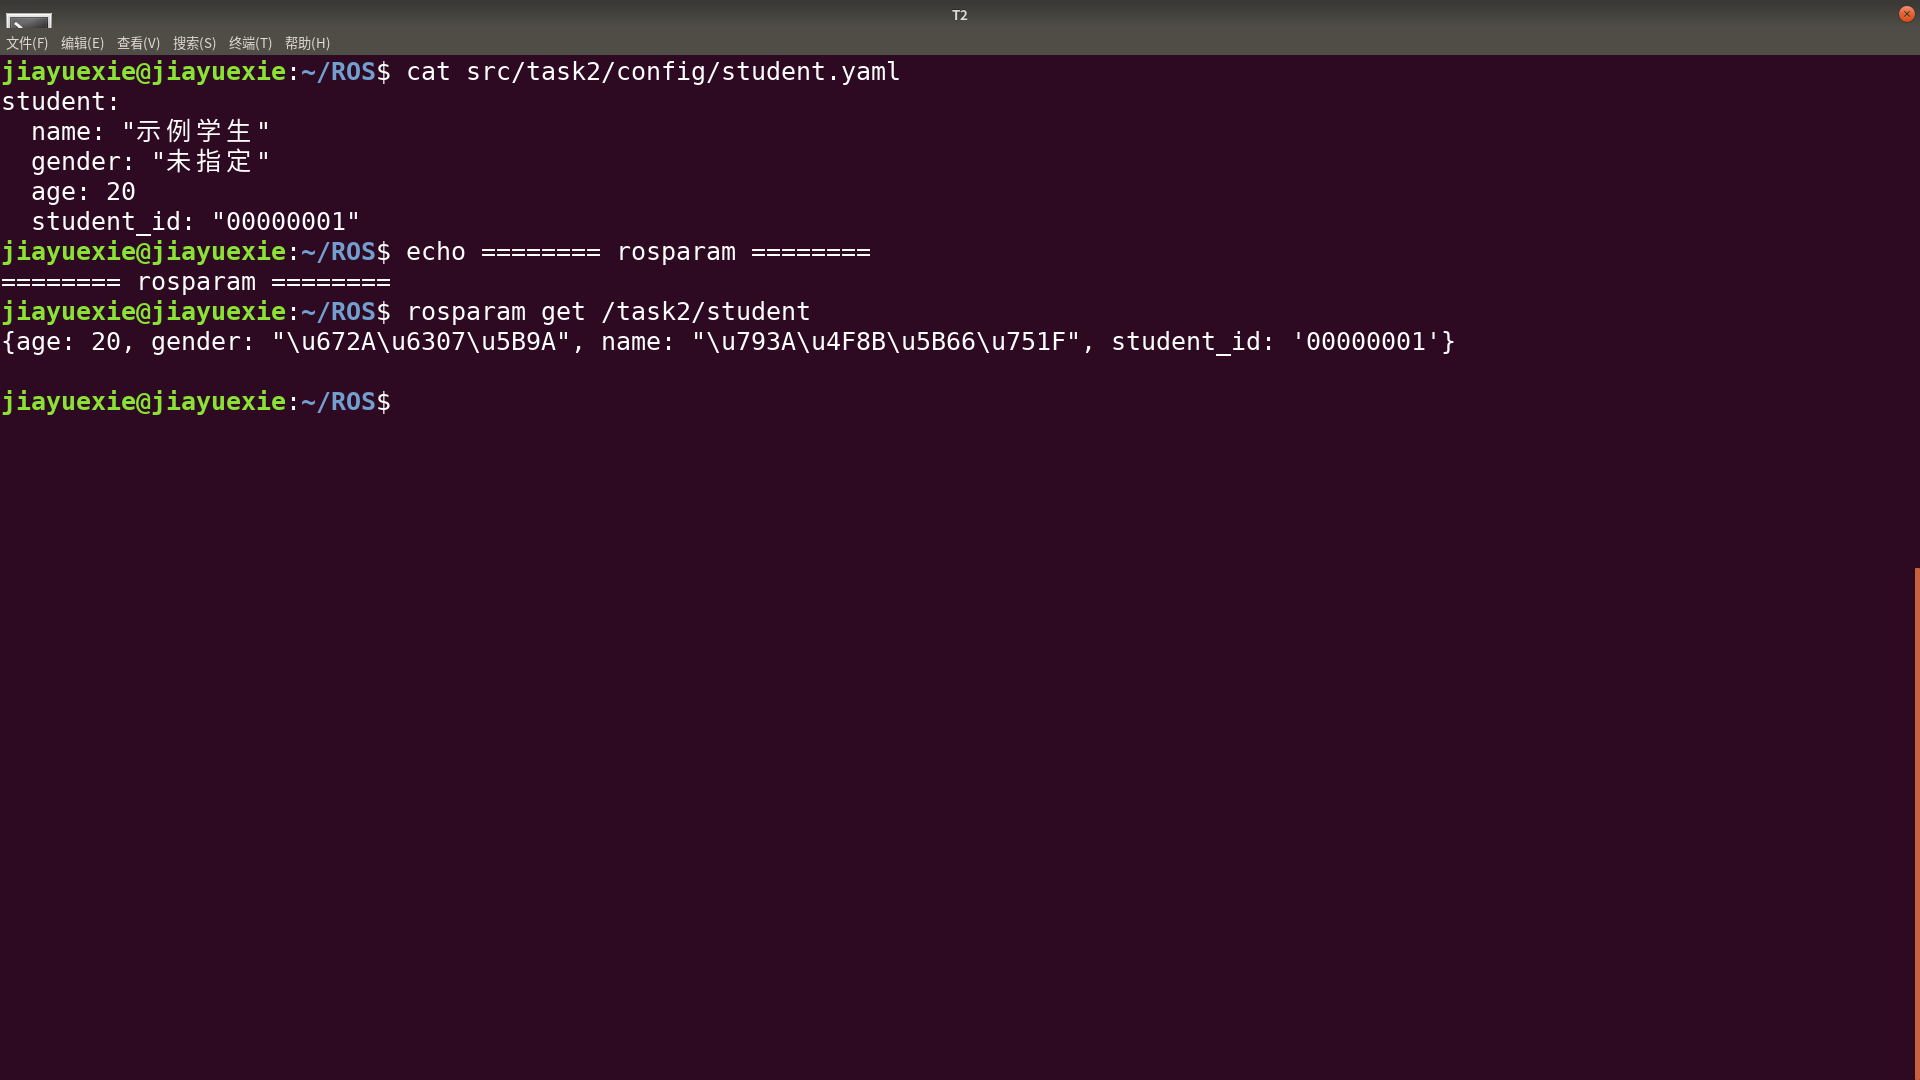 T2
文件(F) 编辑(E) 查看(V) 搜索(S) 终端(T) 帮助(H)
jiayuexie@jiayuexie:~/ROS$ cat src/task2/config/student.yaml
student:
  name: "示例学生"
  gender: "未指定"
  age: 20
  student_id: "00000001"
jiayuexie@jiayuexie:~/ROS$ echo ======== rosparam ========
======== rosparam ========
jiayuexie@jiayuexie:~/ROS$ rosparam get /task2/student
{age: 20, gender: "\u672A\u6307\u5B9A", name: "\u793A\u4F8B\u5B66\u751F", student_id: '00000001'}
jiayuexie@jiayuexie:~/ROS$